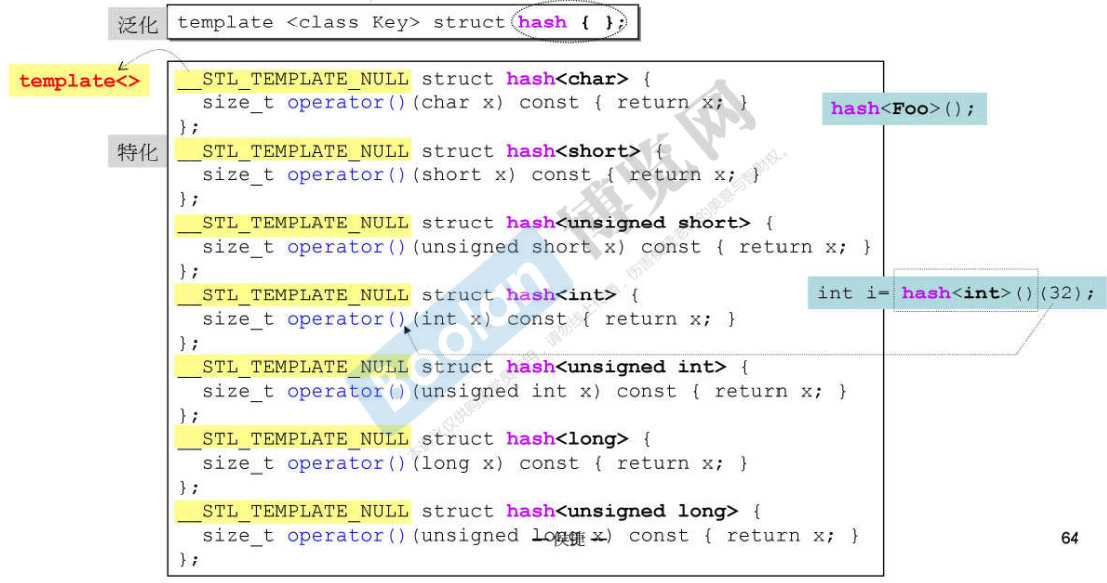 泛化 template <class Key> struct hash { };
template<>
__STL_TEMPLATE_NULL struct hash<char> {
size_t operator()(char x) const { return x; }
};
hash<Foo>();
特化
__STL_TEMPLATE_NULL struct hash<short> {
size_t operator()(short x) const { return x; }
};
__STL_TEMPLATE_NULL struct hash<unsigned short> {
size_t operator()(unsigned short x) const { return x; }
};
__STL_TEMPLATE_NULL struct hash<int> {
size_t operator()(int x) const { return x; }
};
int i= hash<int>()(32);
__STL_TEMPLATE_NULL struct hash<unsigned int> {
size_t operator()(unsigned int x) const { return x; }
};
__STL_TEMPLATE_NULL struct hash<long> {
size_t operator()(long x) const { return x; }
};
__STL_TEMPLATE_NULL struct hash<unsigned long> {
size_t operator()(unsigned long x) const { return x; }
};
侯捷
64
Boolan 博览网